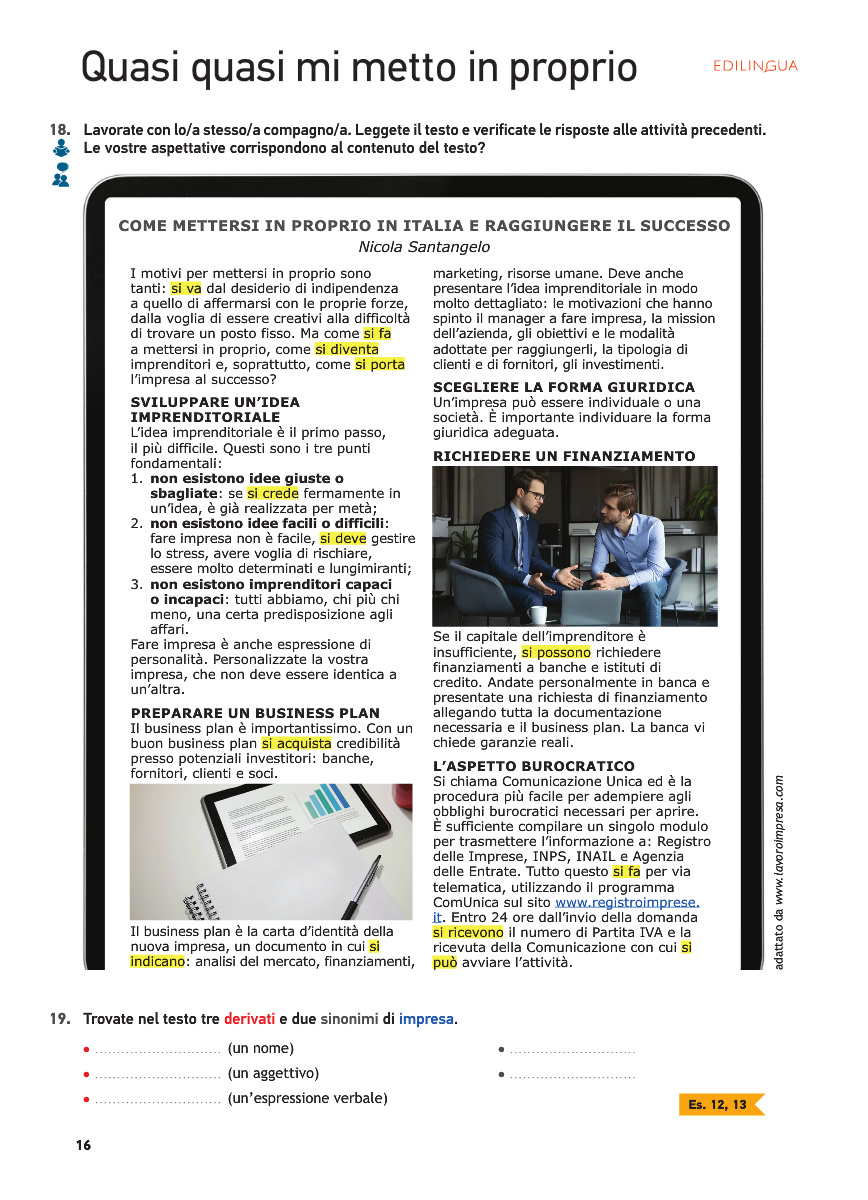 Quasi quasi mi metto in proprio
EDILINGUA
18. Lavorate con lo/a stesso/a compagno/a. Leggete il testo e verificate le risposte alle attività precedenti.
Le vostre aspettative corrispondono al contenuto del testo?
COME METTERSI IN PROPRIO IN ITALIA E RAGGIUNGERE IL SUCCESSO
Nicola Santangelo
I motivi per mettersi in proprio sono
tanti: si va dal desiderio di indipendenza
a quello di affermarsi con le proprie forze,
dalla voglia di essere creativi alla difficoltà
di trovare un posto fisso. Ma come si fa
a mettersi in proprio, come si diventa
imprenditori e, soprattutto, come si porta
l'impresa al successo?
SVILUPPARE UN'IDEA
IMPRENDITORIALE
L'idea imprenditoriale è il primo passo,
il più difficile. Questi sono i tre punti
fondamentali:
1. non esistono idee giuste o
sbagliate: se si crede fermamente in
un'idea, è già realizzata per metà;
2. non esistono idee facili o difficili:
fare impresa non è facile, si deve gestire
lo stress, avere voglia di rischiare,
essere molto determinati e lungimiranti;
3. non esistono imprenditori capaci
o incapaci: tutti abbiamo, chi più chi
meno, una certa predisposizione agli
affari.
Fare impresa è anche espressione di
personalità. Personalizzate la vostra
impresa, che non deve essere identica a
un'altra.
PREPARARE UN BUSINESS PLAN
Il business plan è importantissimo. Con un
buon business plan si acquista credibilità
presso potenziali investitori: banche,
fornitori, clienti e soci.
Il business plan è la carta d'identità della
nuova impresa, un documento in cui si
indicano: analisi del mercato, finanziamenti,
marketing, risorse umane. Deve anche
presentare l'idea imprenditoriale in modo
molto dettagliato: le motivazioni che hanno
spinto il manager a fare impresa, la mission
dell'azienda, gli obiettivi e le modalità
adottate per raggiungerli, la tipologia di
clienti e di fornitori, gli investimenti.
SCEGLIERE LA FORMA GIURIDICA
Un'impresa può essere individuale o una
società. È importante individuare la forma
giuridica adeguata.
RICHIEDERE UN FINANZIAMENTO
Se il capitale dell'imprenditore è
insufficiente, si possono richiedere
finanziamenti a banche e istituti di
credito. Andate personalmente in banca e
presentate una richiesta di finanziamento
allegando tutta la documentazione
necessaria e il business plan. La banca vi
chiede garanzie reali.
L'ASPETTO BUROCRATICO
Si chiama Comunicazione Unica ed è la
procedura più facile per adempiere agli
obblighi burocratici necessari per aprire.
È sufficiente compilare un singolo modulo
per trasmettere l'informazione a: Registro
delle Imprese, INPS, INAIL e Agenzia
delle Entrate. Tutto questo si fa per via
telematica, utilizzando il programma
ComUnica sul sito www.registroimprese.
it. Entro 24 ore dall'invio della domanda
si ricevono il numero di Partita IVA e la
ricevuta della Comunicazione con cui si
può avviare l'attività.
adattato da www.lavoroimpresa.com
19. Trovate nel testo tre derivati e due sinonimi di impresa.
• ............................. (un nome)
• ............................. (un aggettivo)
• ............................. (un'espressione verbale)
• .............................
• .............................
Es. 12, 13
16